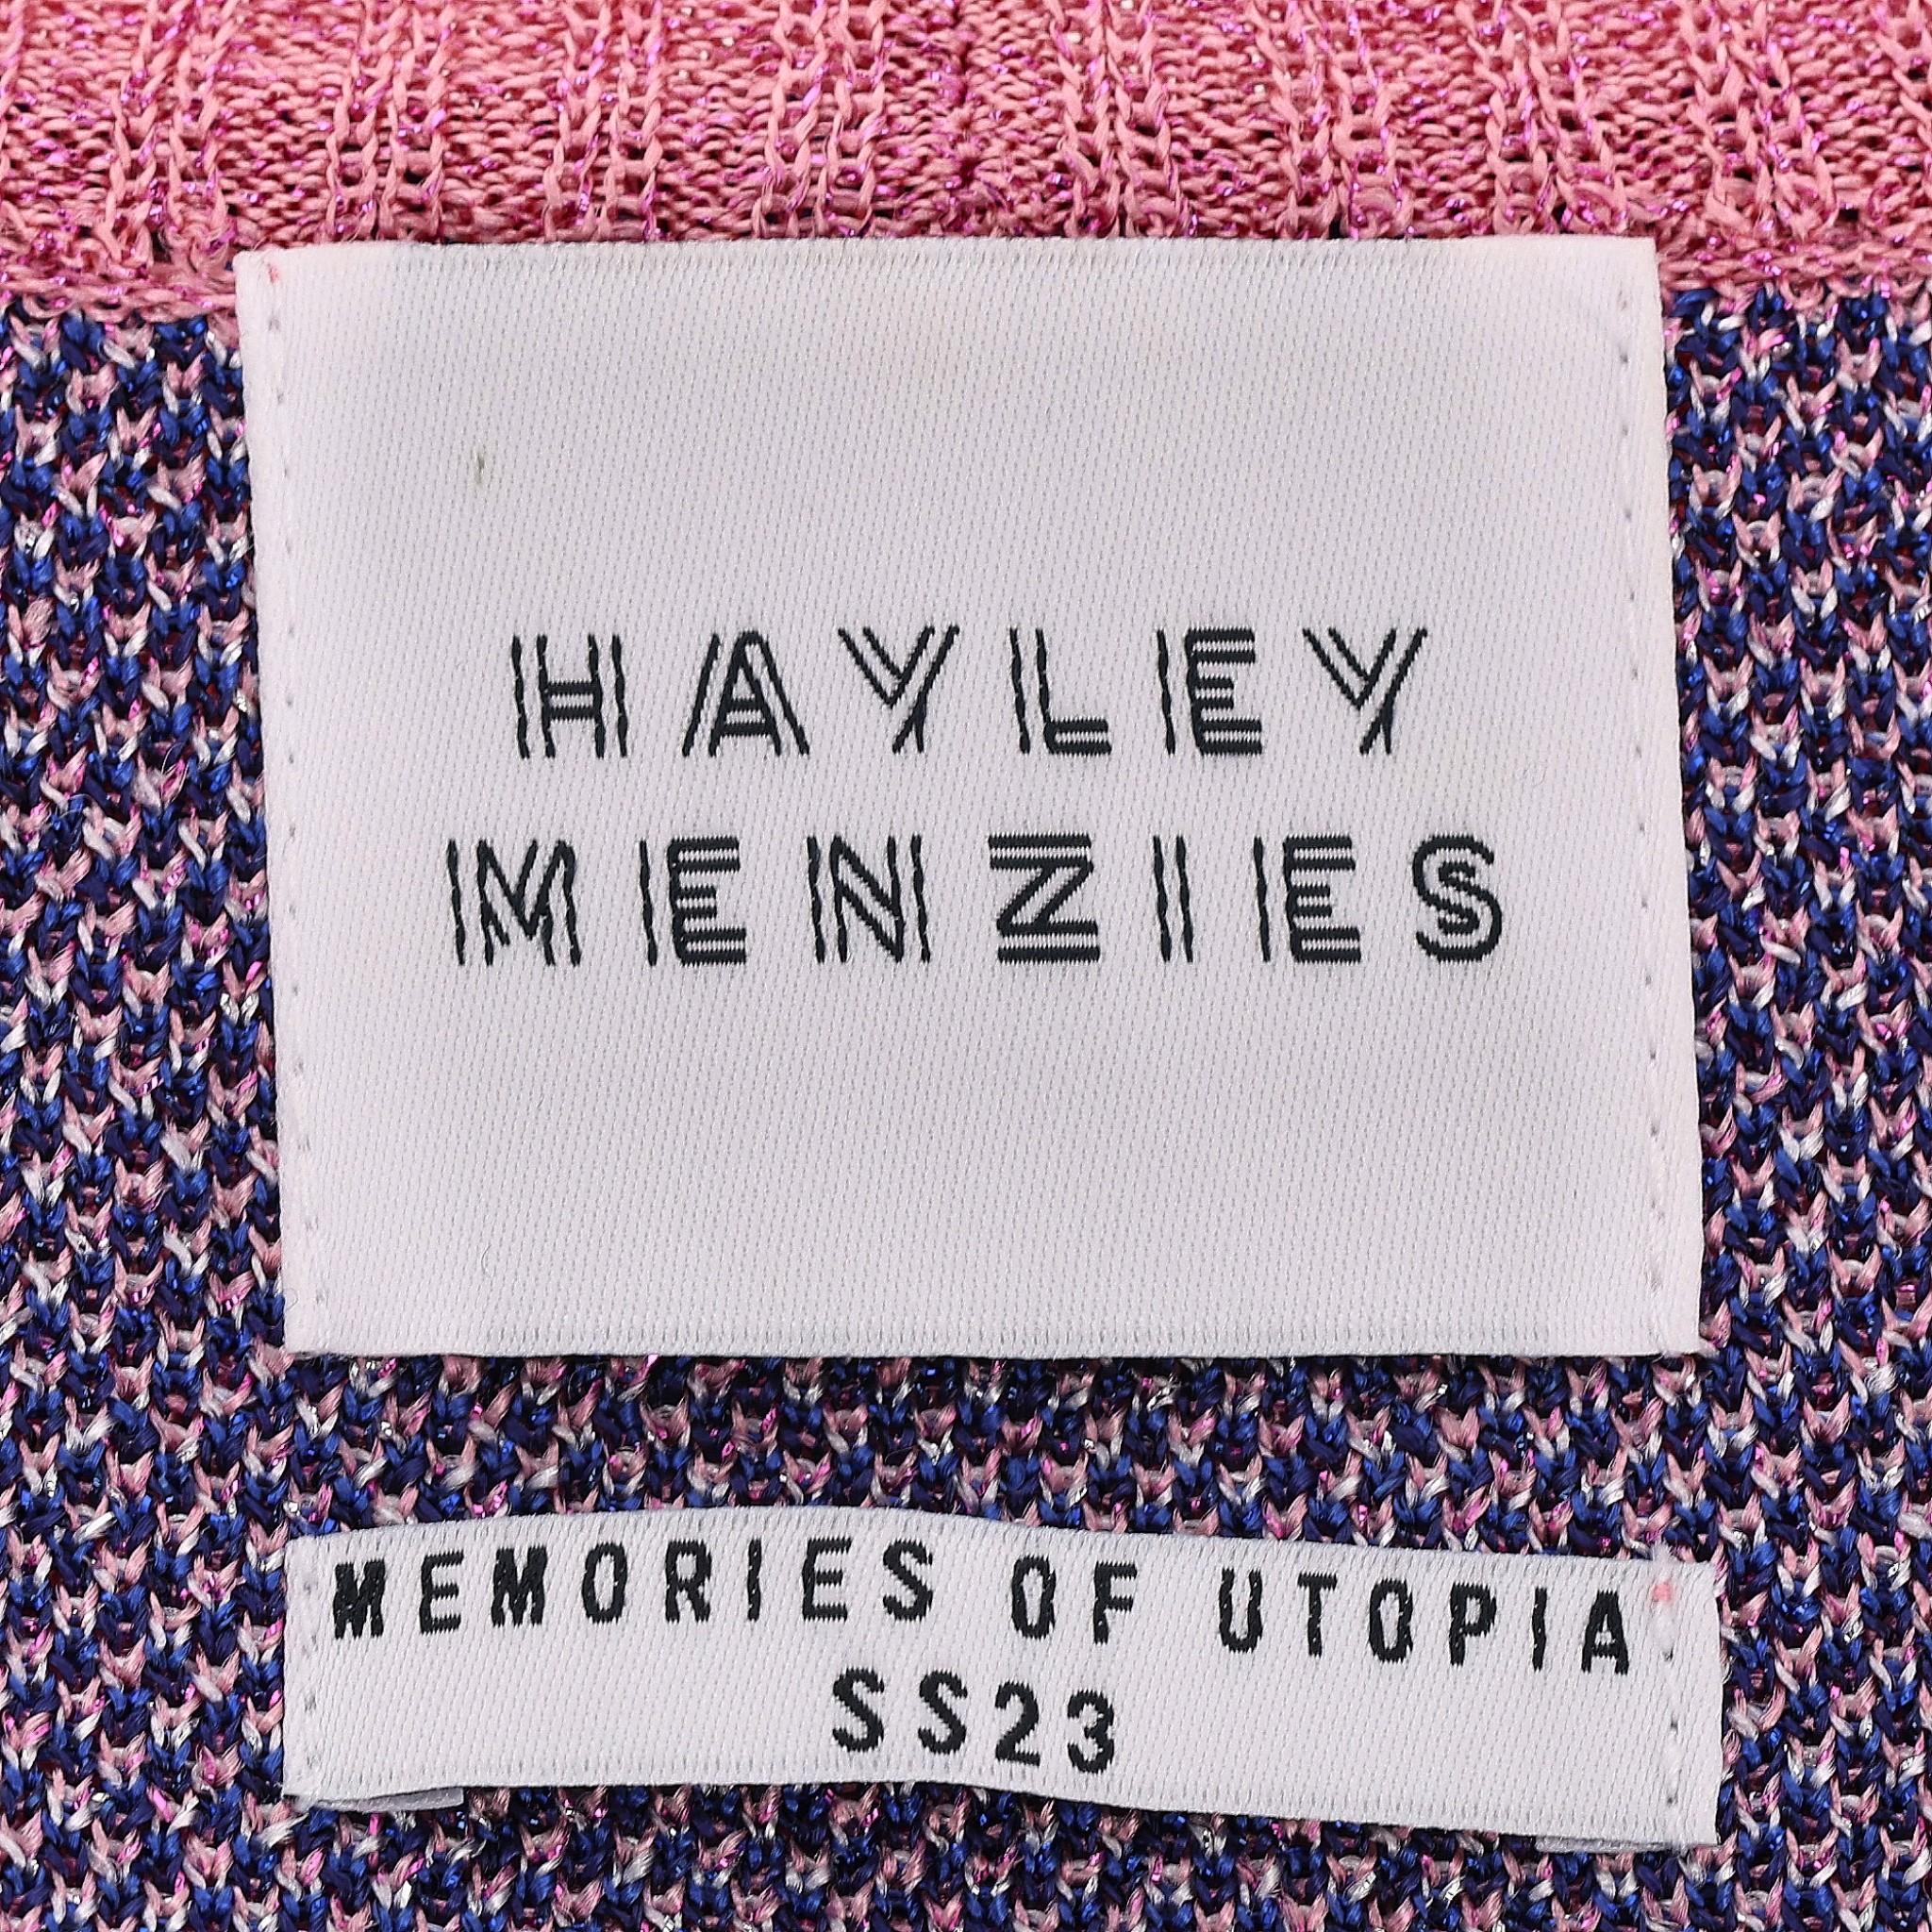 HAYLEY
MENZIES
MEMORIES OF UTOPIA
SS23